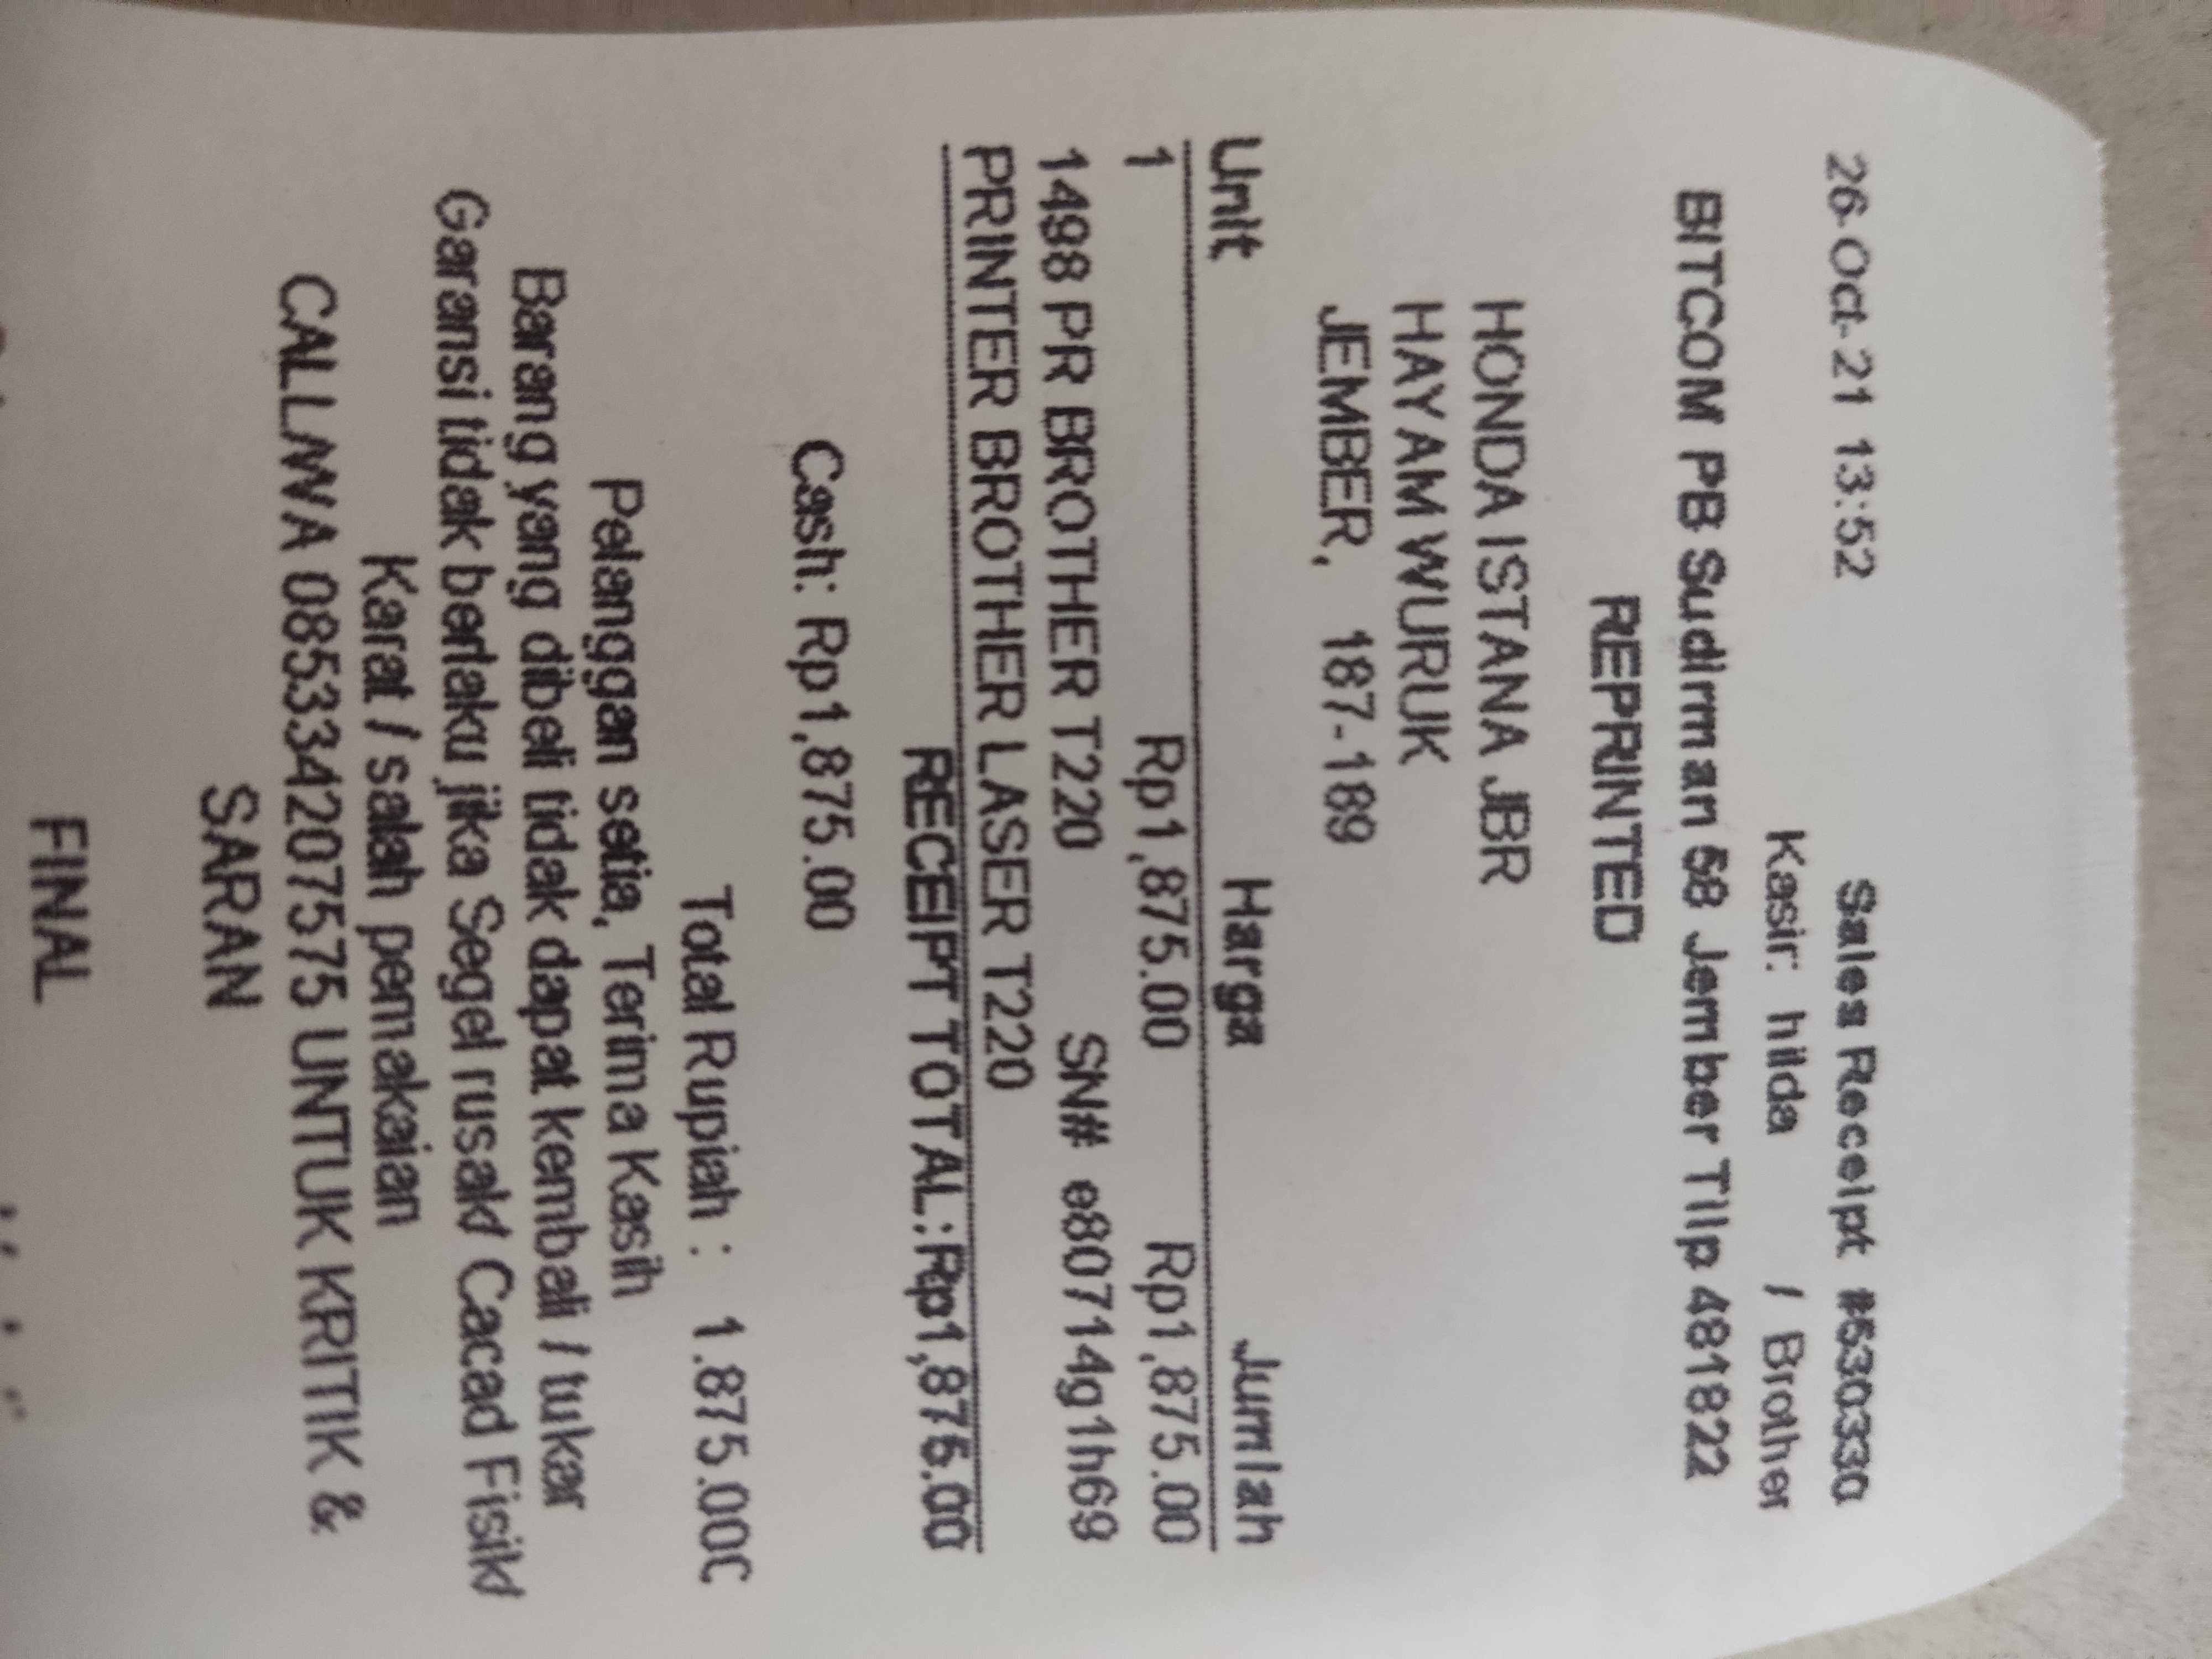 26-Oct-21 13:52 Sales Receipt #530330
Kasir: hilda / Brother
BITCOM PB Sudirman 58 Jember Tllp 481822
REPRINTED
HONDA ISTANA JBR
HAYAM WURUK
JEMBER, 187-189
Unit Harga Jumlah
1 Rp1,875.00 Rp1,875.00
1498 PR BROTHER T220 SN# e80714g1h69
PRINTER BROTHER LASER T220
RECEIPT TOTAL:Rp1,875.00
Cash: Rp1,875.00
Total Rupiah : 1.875.000
Pelanggan setia, Terima Kasih
Barang yang dibeli tidak dapat kembali / tukar
Garansi tidak berlaku jika Segel rusak/ Cacad Fisik/
Karat / salah pemakaian
CALL/WA 085334207575 UNTUK KRITIK &
SARAN
FINAL